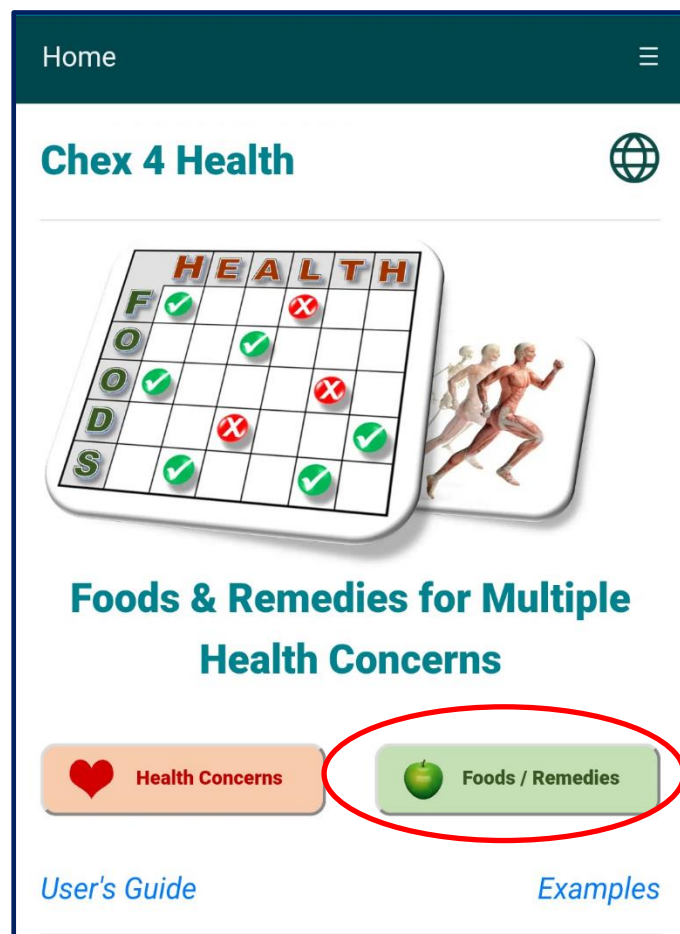 Home
Chex 4 Health
HEALTH
FOODS
Foods & Remedies for Multiple
Health Concerns
Health Concerns
Foods / Remedies
User's Guide
Examples